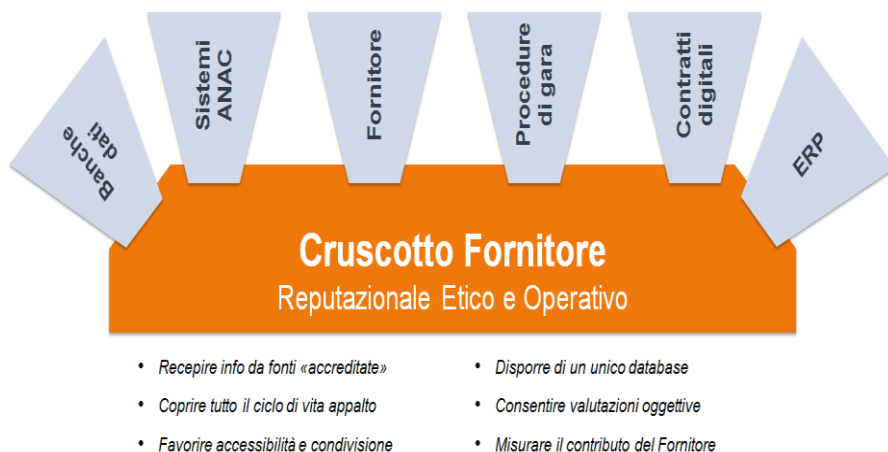 Banche
dati
Sistemi
ANAC
Fornitore
Procedure
di gara
Contratti
digitali
ERP
Cruscotto Fornitore
Reputazionale Etico e Operativo
• Recepire info da fonti «accreditate»
• Coprire tutto il ciclo di vita appalto
• Favorire accessibilità e condivisione
• Disporre di un unico database
• Consentire valutazioni oggettive
• Misurare il contributo del Fornitore